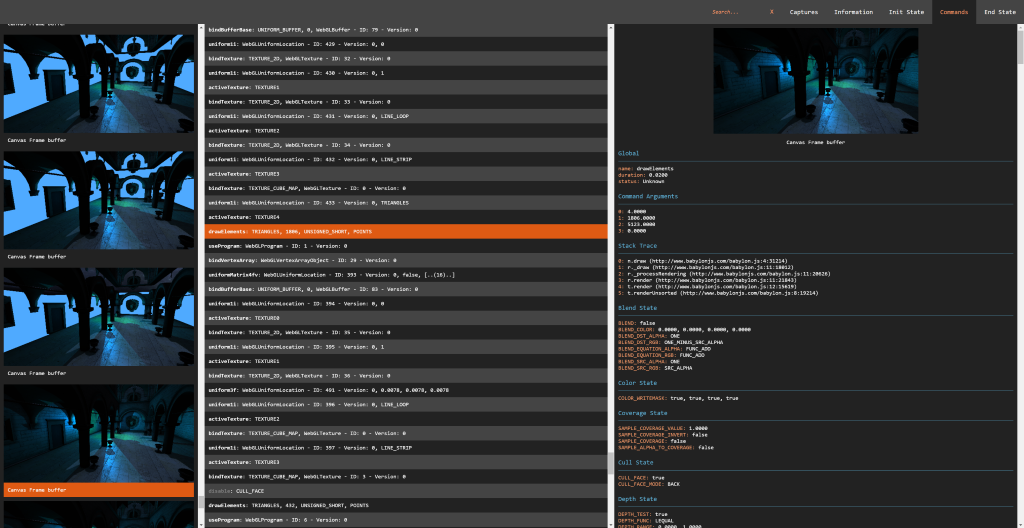 Search...
X
Captures
Information
Init State
Commands
End State
Canvas Frame buffer
Canvas Frame buffer
Canvas Frame buffer
Canvas Frame buffer
Canvas Frame buffer
bindBufferBase: UNIFORM_BUFFER, 0, WebGLBuffer - ID: 79 - Version: 0
uniform1i: WebGLUniformLocation - ID: 429 - Version: 0, 0
bindTexture: TEXTURE_2D, WebGLTexture - ID: 32 - Version: 0
uniform1i: WebGLUniformLocation - ID: 430 - Version: 0, 1
activeTexture: TEXTURE1
bindTexture: TEXTURE_2D, WebGLTexture - ID: 33 - Version: 0
uniform1i: WebGLUniformLocation - ID: 431 - Version: 0, LINE_LOOP
activeTexture: TEXTURE2
bindTexture: TEXTURE_2D, WebGLTexture - ID: 34 - Version: 0
uniform1i: WebGLUniformLocation - ID: 432 - Version: 0, LINE_STRIP
activeTexture: TEXTURE3
bindTexture: TEXTURE_CUBE_MAP, WebGLTexture - ID: 0 - Version: 0
uniform1i: WebGLUniformLocation - ID: 433 - Version: 0, TRIANGLES
activeTexture: TEXTURE4
drawElements: TRIANGLES, 1806, UNSIGNED_SHORT, POINTS
useProgram: WebGLProgram - ID: 1 - Version: 0
bindVertexArray: WebGLVertexArrayObject - ID: 29 - Version: 0
uniformMatrix4fv: WebGLUniformLocation - ID: 393 - Version: 0, false, [..(16)..]
bindBufferBase: UNIFORM_BUFFER, 0, WebGLBuffer - ID: 83 - Version: 0
uniform1i: WebGLUniformLocation - ID: 394 - Version: 0, 0
activeTexture: TEXTURE0
bindTexture: TEXTURE_2D, WebGLTexture - ID: 35 - Version: 0
uniform1i: WebGLUniformLocation - ID: 395 - Version: 0, 1
activeTexture: TEXTURE1
bindTexture: TEXTURE_2D, WebGLTexture - ID: 36 - Version: 0
uniform3f: WebGLUniformLocation - ID: 491 - Version: 0, 0.0078, 0.0078, 0.0078
uniform1i: WebGLUniformLocation - ID: 396 - Version: 0, LINE_LOOP
activeTexture: TEXTURE2
bindTexture: TEXTURE_CUBE_MAP, WebGLTexture - ID: 0 - Version: 0
uniform1i: WebGLUniformLocation - ID: 397 - Version: 0, LINE_STRIP
activeTexture: TEXTURE3
bindTexture: TEXTURE_CUBE_MAP, WebGLTexture - ID: 3 - Version: 0
disable: CULL_FACE
drawElements: TRIANGLES, 432, UNSIGNED_SHORT, POINTS
useProgram: WebGLProgram - ID: 6 - Version: 0
Canvas Frame buffer
Global
name: drawElements
duration: 0.0200
status: Unknown
Command Arguments
0: 4.0000
1: 1806.0000
2: 5123.0000
3: 0.0000
Stack Trace
0: n.draw (http://www.babylonjs.com/babylon.js:4:31214)
1: r._draw (http://www.babylonjs.com/babylon.js:11:18012)
2: r._processRendering (http://www.babylonjs.com/babylon.js:11:20628)
3: r.render (http://www.babylonjs.com/babylon.js:11:21843)
4: t.render (http://www.babylonjs.com/babylon.js:12:15619)
5: t.renderUnsorted (http://www.babylonjs.com/babylon.js:8:19214)
Blend State
BLEND: false
BLEND_COLOR: 0.0000, 0.0000, 0.0000, 0.0000
BLEND_DST_ALPHA: ONE
BLEND_DST_RGB: ONE_MINUS_SRC_ALPHA
BLEND_EQUATION_ALPHA: FUNC_ADD
BLEND_EQUATION_RGB: FUNC_ADD
BLEND_SRC_ALPHA: ONE
BLEND_SRC_RGB: SRC_ALPHA
Color State
COLOR_WRITEMASK: true, true, true, true
Coverage State
SAMPLE_COVERAGE_VALUE: 1.0000
SAMPLE_COVERAGE_INVERT: false
SAMPLE_COVERAGE: false
SAMPLE_ALPHA_TO_COVERAGE: false
Cull State
CULL_FACE: true
CULL_FACE_MODE: BACK
Depth State
DEPTH_TEST: true
DEPTH_FUNC: LEQUAL
DEPTH_RANGE: 0.0000, 1.0000